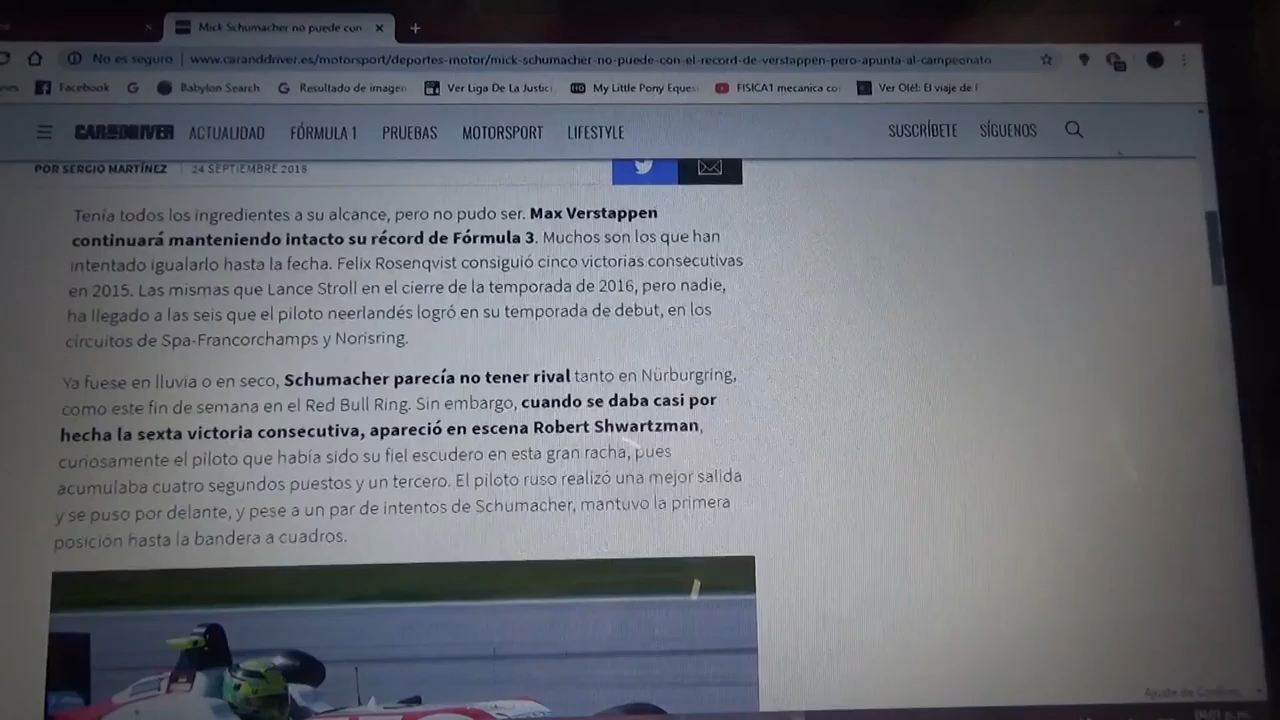 Mick Schumacher no puede con
No es seguro | www.caranddriver.es/motorsport/deportes-motor/mick-schumacher-no-puede-con-el-record-de-verstappen-pero-apunta-al-campeonato
Facebook G Babylon Search G Resultado de imagen Ver Liga De La Justici My Little Pony Eques FISICA1 mecanica co Ver Olé!: El viaje de F
CAR AND DRIVER ACTUALIDAD FÓRMULA 1 PRUEBAS MOTORSPORT LIFESTYLE SUSCRÍBETE SÍGUENOS
POR SERGIO MARTÍNEZ 24 SEPTIEMBRE 2018
Tenía todos los ingredientes a su alcance, pero no pudo ser. Max Verstappen
continuará manteniendo intacto su récord de Fórmula 3. Muchos son los que han
intentado igualarlo hasta la fecha. Felix Rosenqvist consiguió cinco victorias consecutivas
en 2015. Las mismas que Lance Stroll en el cierre de la temporada de 2016, pero nadie,
ha llegado a las seis que el piloto neerlandés logró en su temporada de debut, en los
circuitos de Spa-Francorchamps y Norisring.
Ya fuese en lluvia o en seco, Schumacher parecía no tener rival tanto en Nürburgring,
como este fin de semana en el Red Bull Ring. Sin embargo, cuando se daba casi por
hecha la sexta victoria consecutiva, apareció en escena Robert Shwartzman,
curiosamente el piloto que había sido su fiel escudero en esta gran racha, pues
acumulaba cuatro segundos puestos y un tercero. El piloto ruso realizó una mejor salida
y se puso por delante, y pese a un par de intentos de Schumacher, mantuvo la primera
posición hasta la bandera a cuadros.